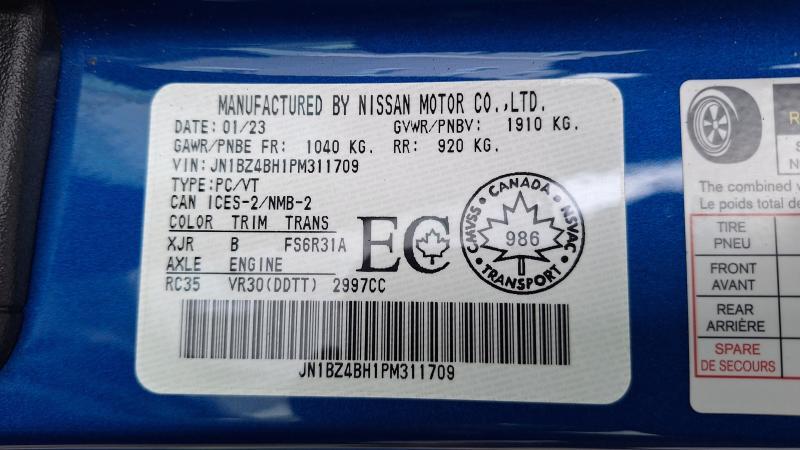 MANUFACTURED BY NISSAN MOTOR CO.,LTD.
DATE: 01/23 GVWR/PNBV: 1910 KG.
GAWR/PNBE FR: 1040 KG. RR: 920 KG.
VIN: JN1BZ4BH1PM311709
TYPE: PC/VT
CAN ICES-2/NMB-2
COLOR TRIM TRANS
XJR B FS6R31A
AXLE ENGINE
RC35 VR30(DDTT) 2997CC
EC
CANADA
CMVSS · NSVAC
986
TRANSPORT
JN1BZ4BH1PM311709
The combined
Le poids total de
TIRE
PNEU
FRONT
AVANT
REAR
ARRIÈRE
SPARE
DE SECOURS